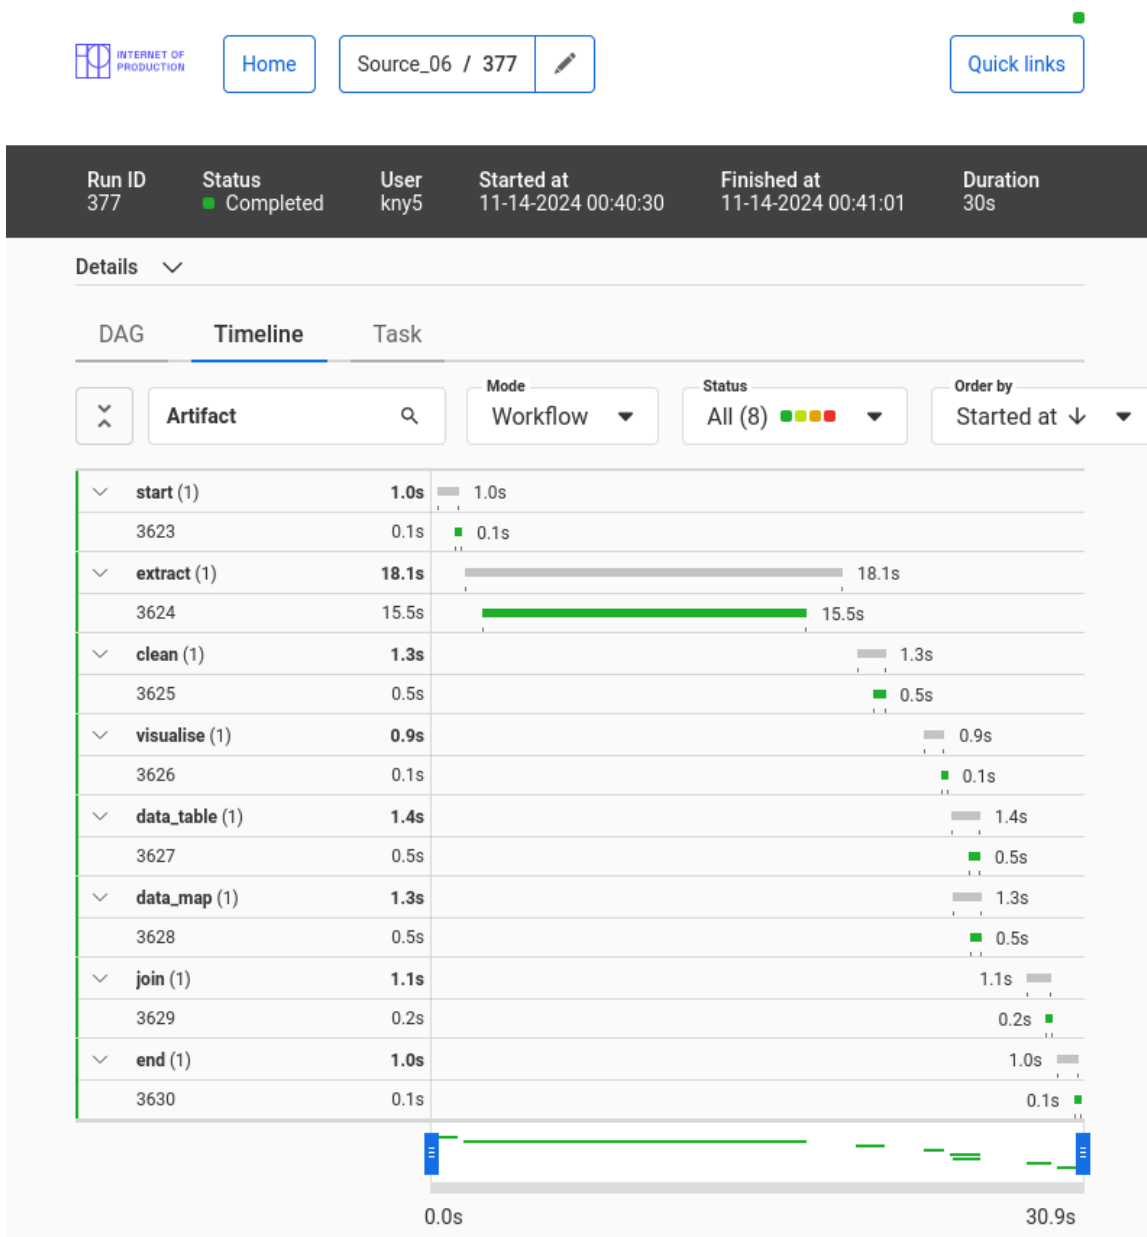 INTERNET OF
PRODUCTION
Home
Source_06 / 377
Quick links
Run ID Status User Started at Finished at Duration
377 Completed kny5 11-14-2024 00:40:30 11-14-2024 00:41:01 30s
Details
DAG Timeline Task
Mode Status Order by
Artifact Workflow All (8) Started at ↓
start (1) 1.0s 1.0s
3623 0.1s 0.1s
extract (1) 18.1s 18.1s
3624 15.5s 15.5s
clean (1) 1.3s 1.3s
3625 0.5s 0.5s
visualise (1) 0.9s 0.9s
3626 0.1s 0.1s
data_table (1) 1.4s 1.4s
3627 0.5s 0.5s
data_map (1) 1.3s 1.3s
3628 0.5s 0.5s
join (1) 1.1s 1.1s
3629 0.2s 0.2s
end (1) 1.0s 1.0s
3630 0.1s 0.1s
0.0s 30.9s